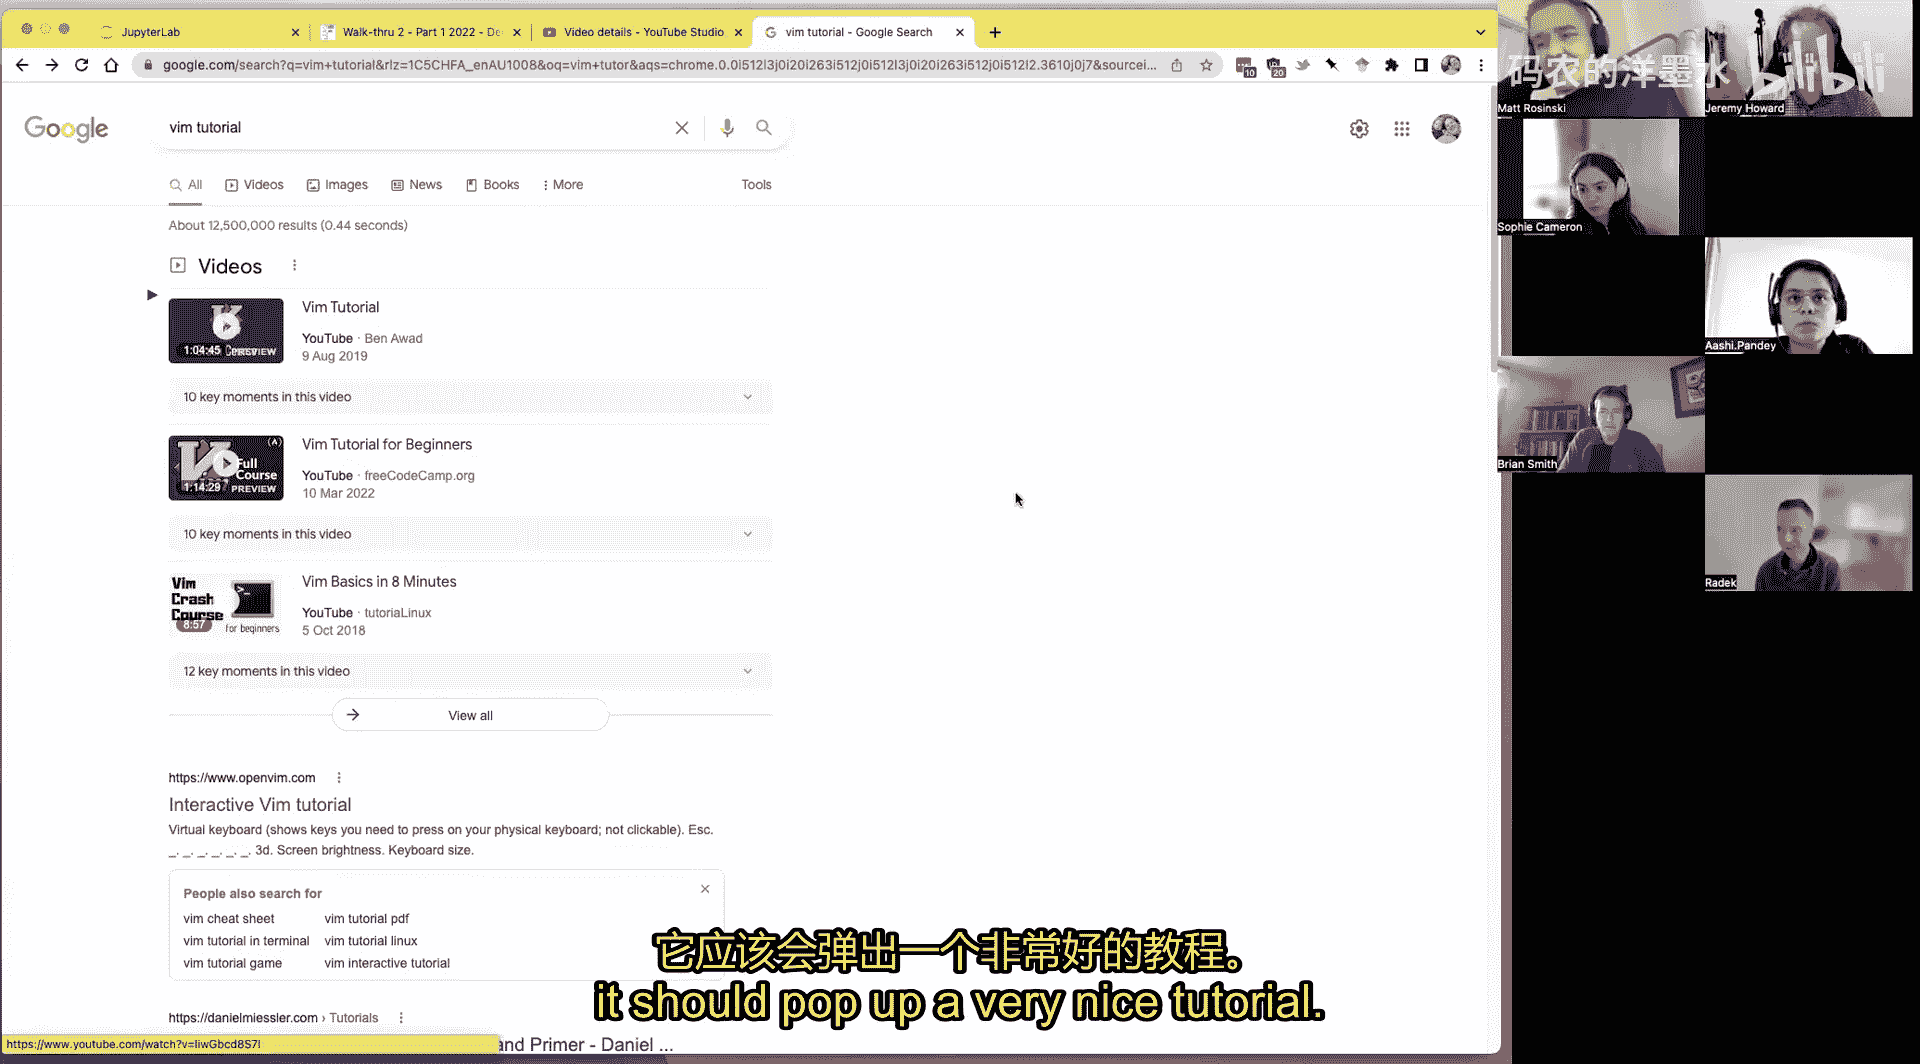 JupyterLab
Walk-thru 2 - Part 1 2022 - De
Video details - YouTube Studio
vim tutorial - Google Search
google.com/search?q=vim+tutorial&rlz=1C5CHFA_enAU1008&oq=vim+tutor&aqs=chrome.0.0i512l3j0i20i263i512j0i512l3j0i20i263i512j0i512l2.3610j0j7&sourcei...
10
20
Google
vim tutorial
All
Videos
Images
News
Books
More
Tools
About 12,500,000 results (0.44 seconds)
Videos
Vim Tutorial
YouTube · Ben Awad
9 Aug 2019
1:04:45
PREVIEW
10 key moments in this video
Vim Tutorial for Beginners
YouTube · freeCodeCamp.org
10 Mar 2022
Full
Course
1:14:29 PREVIEW
10 key moments in this video
Vim Basics in 8 Minutes
YouTube · tutoriaLinux
5 Oct 2018
Vim
Crash
Course
8:57
for beginners
12 key moments in this video
View all
https://www.openvim.com
Interactive Vim tutorial
Virtual keyboard (shows keys you need to press on your physical keyboard; not clickable). Esc.
_. _. _. _. _. _. 3d. Screen brightness. Keyboard size.
People also search for
vim cheat sheet
vim tutorial pdf
vim tutorial in terminal
vim tutorial linux
vim tutorial game
vim interactive tutorial
https://danielmiessler.com › Tutorials
and Primer - Daniel ...
https://www.youtube.com/watch?v=IiwGbcd8S7I
它应该会弹出一个非常好的教程。
it should pop up a very nice tutorial.
码农的洋墨水
bilibili
Matt Rosinski
Jeremy Howard
Sophie Cameron
Aashi.Pandey
Brian Smith
Radek